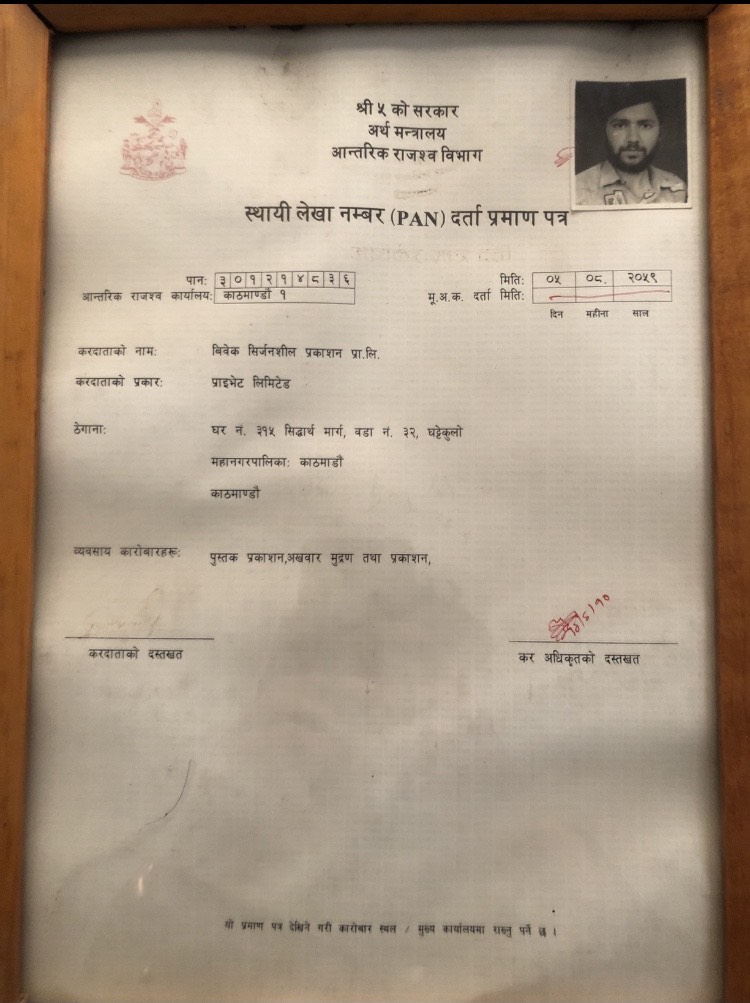 श्री ५ को सरकार
अर्थ मन्त्रालय
आन्तरिक राजश्व विभाग
स्थायी लेखा नम्बर (PAN) दर्ता प्रमाण पत्र
पान: ३०१२१४८३६
मिति: ०५ ०८. २०५९
आन्तरिक राजश्व कार्यालय: काठमाण्डौ १
मू.अ.क. दर्ता मिति:
दिन महीना साल
करदाताको नाम: बिवेक सिर्जनशील प्रकाशन प्रा.लि.
करदाताको प्रकार: प्राइभेट लिमिटेड
ठेगाना: घर नं. ३१५ सिद्धार्थ मार्ग, वडा नं. ३२, घट्टेकुलो
महानगरपालिका: काठमाडौ
काठमाण्डौ
व्यवसाय कारोबारहरू: पुस्तक प्रकाशन,अखवार मुद्रण तथा प्रकाशन,
करदाताको दस्तखत
कर अधिकृतको दस्तखत
यो प्रमाण पत्र देखिने गरी कारोबार स्थल / मुख्य कार्यालयमा राख्नु पर्ने छ ।